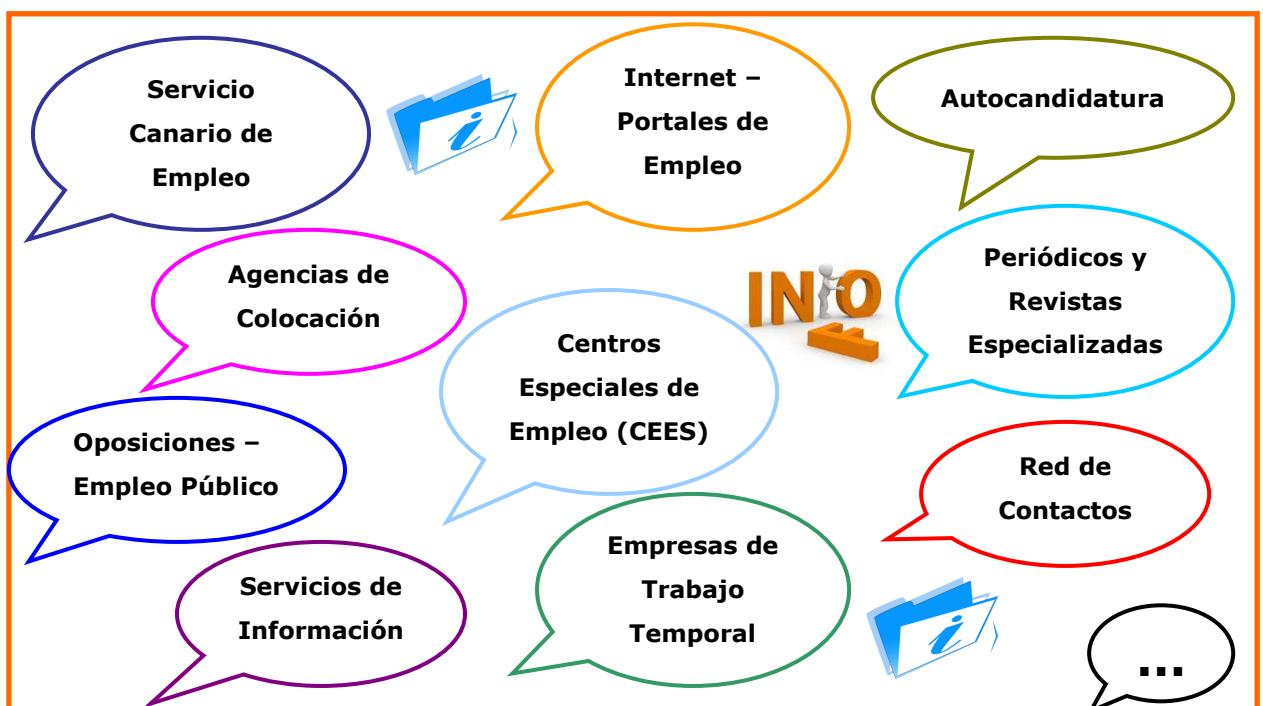 Servicio
Canario de
Empleo
Internet –
Portales de
Empleo
Autocandidatura
Agencias de
Colocación
Centros
Especiales de
Empleo (CEES)
INFO
Periódicos y
Revistas
Especializadas
Oposiciones –
Empleo Público
Red de
Contactos
Servicios de
Información
Empresas de
Trabajo
Temporal
i
i
...